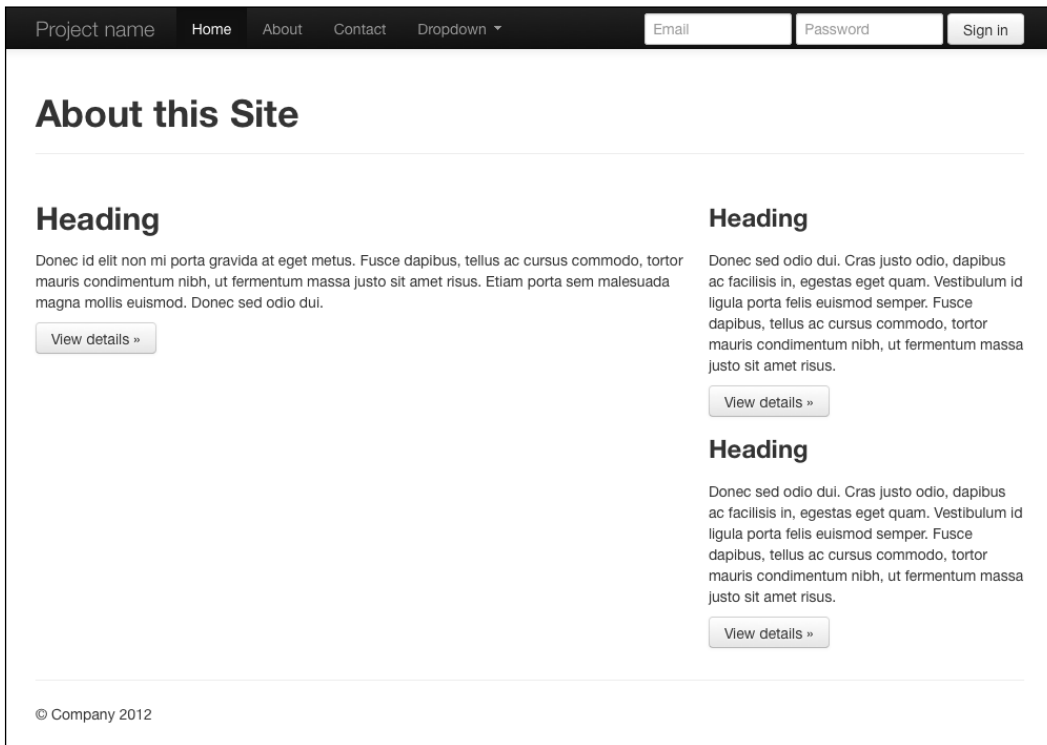 Project name Home About Contact Dropdown Email Password Sign in
About this Site
Heading
Donec id elit non mi porta gravida at eget metus. Fusce dapibus, tellus ac cursus commodo, tortor
mauris condimentum nibh, ut fermentum massa justo sit amet risus. Etiam porta sem malesuada
magna mollis euismod. Donec sed odio dui.
View details »
Heading
Donec sed odio dui. Cras justo odio, dapibus
ac facilisis in, egestas eget quam. Vestibulum id
ligula porta felis euismod semper. Fusce
dapibus, tellus ac cursus commodo, tortor
mauris condimentum nibh, ut fermentum massa
justo sit amet risus.
View details »
Heading
Donec sed odio dui. Cras justo odio, dapibus
ac facilisis in, egestas eget quam. Vestibulum id
ligula porta felis euismod semper. Fusce
dapibus, tellus ac cursus commodo, tortor
mauris condimentum nibh, ut fermentum massa
justo sit amet risus.
View details »
© Company 2012